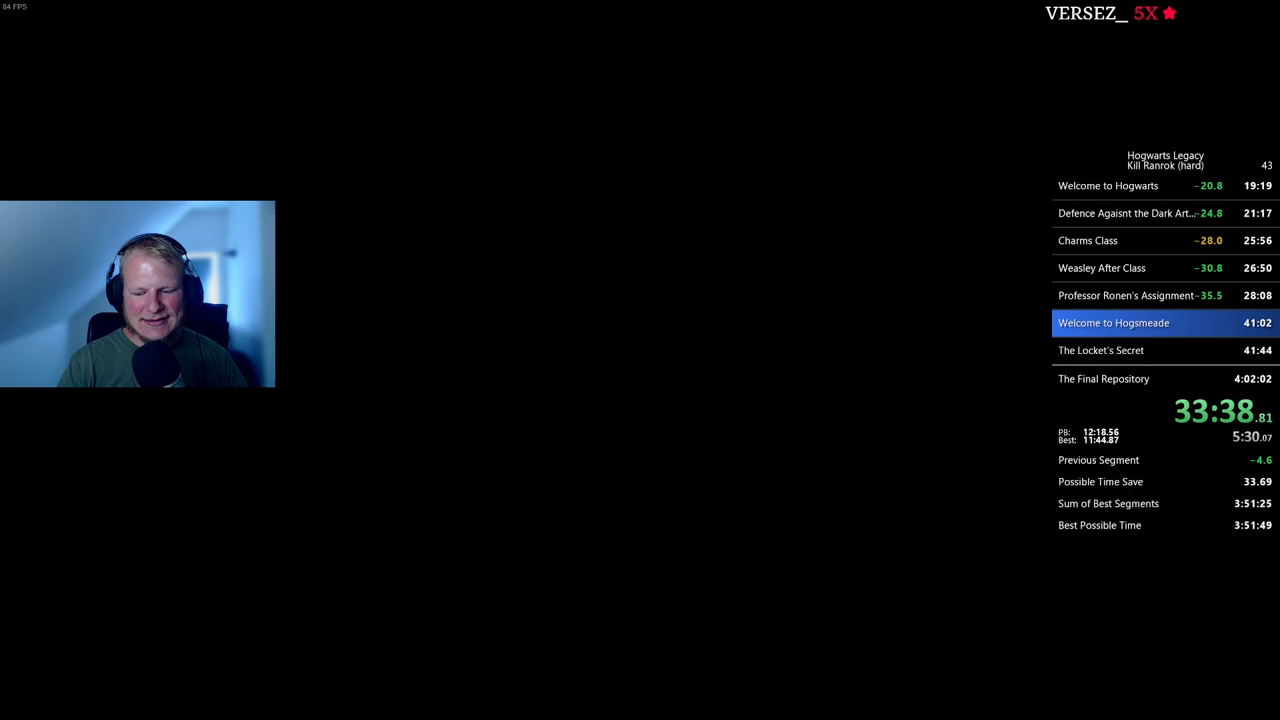 84 FPS
VERSEZ_ 5X
Hogwarts Legacy
Kill Ranrok (hard) 43
Welcome to Hogwarts -20.8 19:19
Defence Agaisnt the Dark Art... -24.8 21:17
Charms Class -28.0 25:56
Weasley After Class -30.8 26:50
Professor Ronen's Assignment -35.5 28:08
Welcome to Hogsmeade 41:02
The Locket's Secret 41:44
The Final Repository 4:02:02
33:38.81
PB: 12:18.56 5:30.07
Best: 11:44.87
Previous Segment -4.6
Possible Time Save 33.69
Sum of Best Segments 3:51:25
Best Possible Time 3:51:49